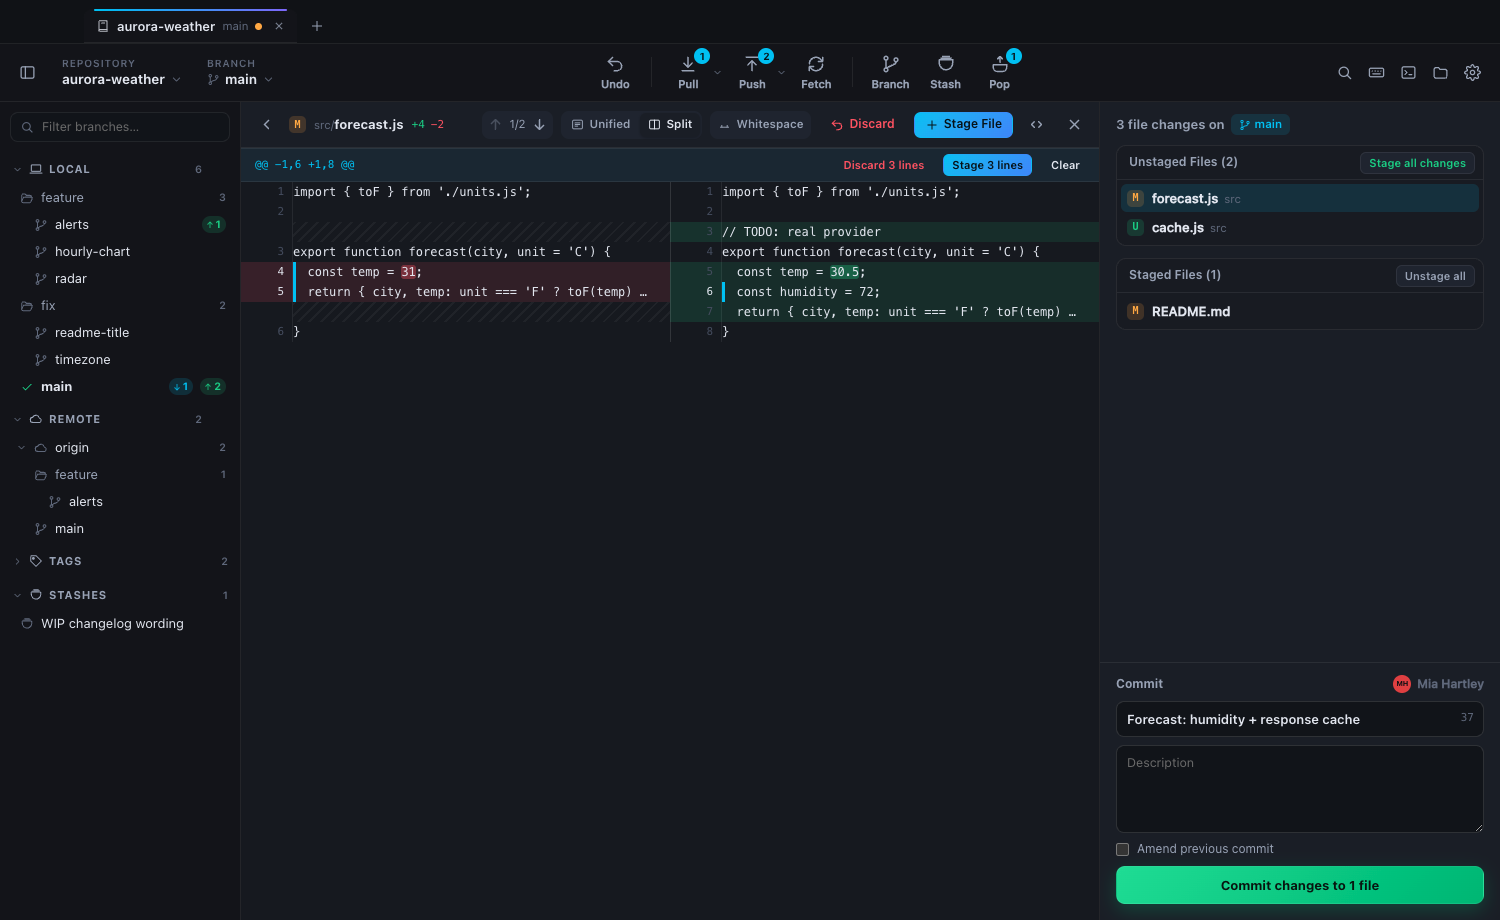 aurora-weather main
REPOSITORY
aurora-weather
BRANCH
main
Undo
Pull 1
Push 2
Fetch
Branch
Stash
Pop 1
Filter branches...
LOCAL 6
feature 3
alerts ↑1
hourly-chart
radar
fix 2
readme-title
timezone
main ↓1 ↑2
REMOTE 2
origin 2
feature 1
alerts
main
TAGS 2
STASHES 1
WIP changelog wording
M src/forecast.js +4 −2
1/2
Unified
Split
Whitespace
Discard
Stage File
@@ −1,6 +1,8 @@
Discard 3 lines
Stage 3 lines
Clear
1 import { toF } from './units.js';
2
3 export function forecast(city, unit = 'C') {
4 const temp = 31;
5 return { city, temp: unit === 'F' ? toF(temp) …
6 }
1 import { toF } from './units.js';
2
3 // TODO: real provider
4 export function forecast(city, unit = 'C') {
5 const temp = 30.5;
6 const humidity = 72;
7 return { city, temp: unit === 'F' ? toF(temp) …
8 }
3 file changes on main
Unstaged Files (2)
Stage all changes
M forecast.js src
U cache.js src
Staged Files (1)
Unstage all
M README.md
Commit
MH Mia Hartley
Forecast: humidity + response cache 37
Description
Amend previous commit
Commit changes to 1 file